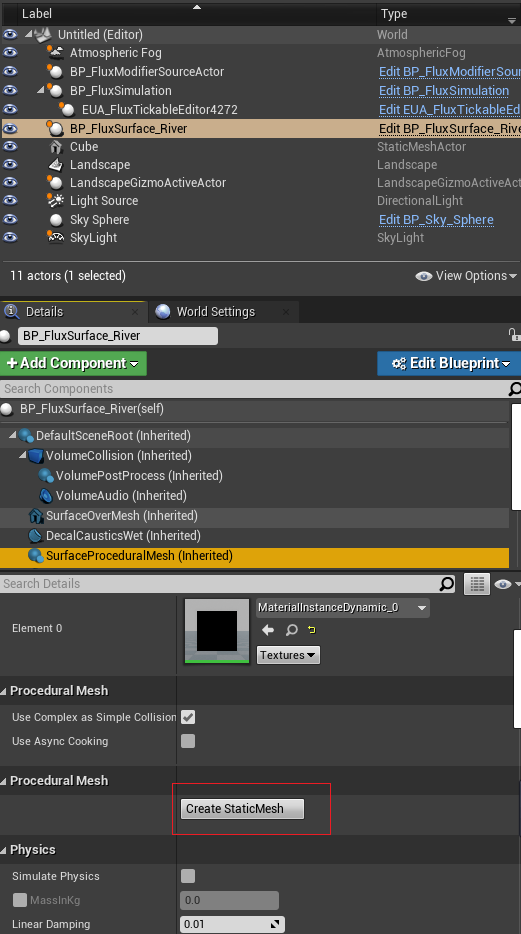 Label Type
Untitled (Editor) World
Atmospheric Fog AtmosphericFog
BP_FluxModifierSourceActor Edit BP_FluxModifierSour
BP_FluxSimulation Edit BP_FluxSimulation
EUA_FluxTickableEditor4272 Edit EUA_FluxTickableEd
BP_FluxSurface_River Edit BP_FluxSurface_Rive
Cube StaticMeshActor
Landscape Landscape
LandscapeGizmoActiveActor LandscapeGizmoActiveAct
Light Source DirectionalLight
Sky Sphere Edit BP_Sky_Sphere
SkyLight SkyLight
11 actors (1 selected) View Options
Details World Settings
BP_FluxSurface_River
+Add Component Edit Blueprint
Search Components
BP_FluxSurface_River(self)
DefaultSceneRoot (Inherited)
VolumeCollision (Inherited)
VolumePostProcess (Inherited)
VolumeAudio (Inherited)
SurfaceOverMesh (Inherited)
DecalCausticsWet (Inherited)
SurfaceProceduralMesh (Inherited)
Search Details
MaterialInstanceDynamic_0
Element 0
Textures
Procedural Mesh
Use Complex as Simple Collision
Use Async Cooking
Procedural Mesh
Create StaticMesh
Physics
Simulate Physics
MassInKg 0.0
Linear Damping 0.01